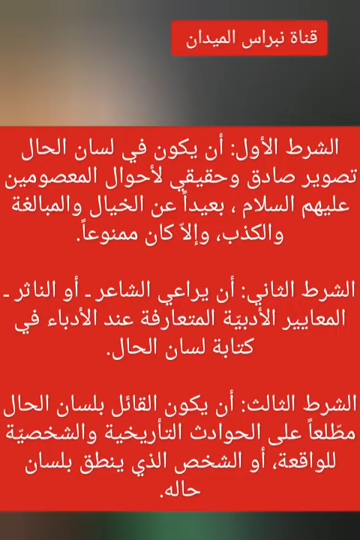 قناة نبراس الميدان
الشرط الأول: أن يكون في لسان الحال
تصوير صادق وحقيقي لأحوال المعصومين
عليهم السلام ، بعيداً عن الخيال والمبالغة
والكذب، وإلاّ كان ممنوعاً.
الشرط الثاني: أن يراعي الشاعر ـ أو الناثر ـ
المعايير الأدبيّة المتعارفة عند الأدباء في
كتابة لسان الحال.
الشرط الثالث: أن يكون القائل بلسان الحال
مطّلعاً على الحوادث التأريخية والشخصيّة
للواقعة، أو الشخص الذي ينطق بلسان
حاله.